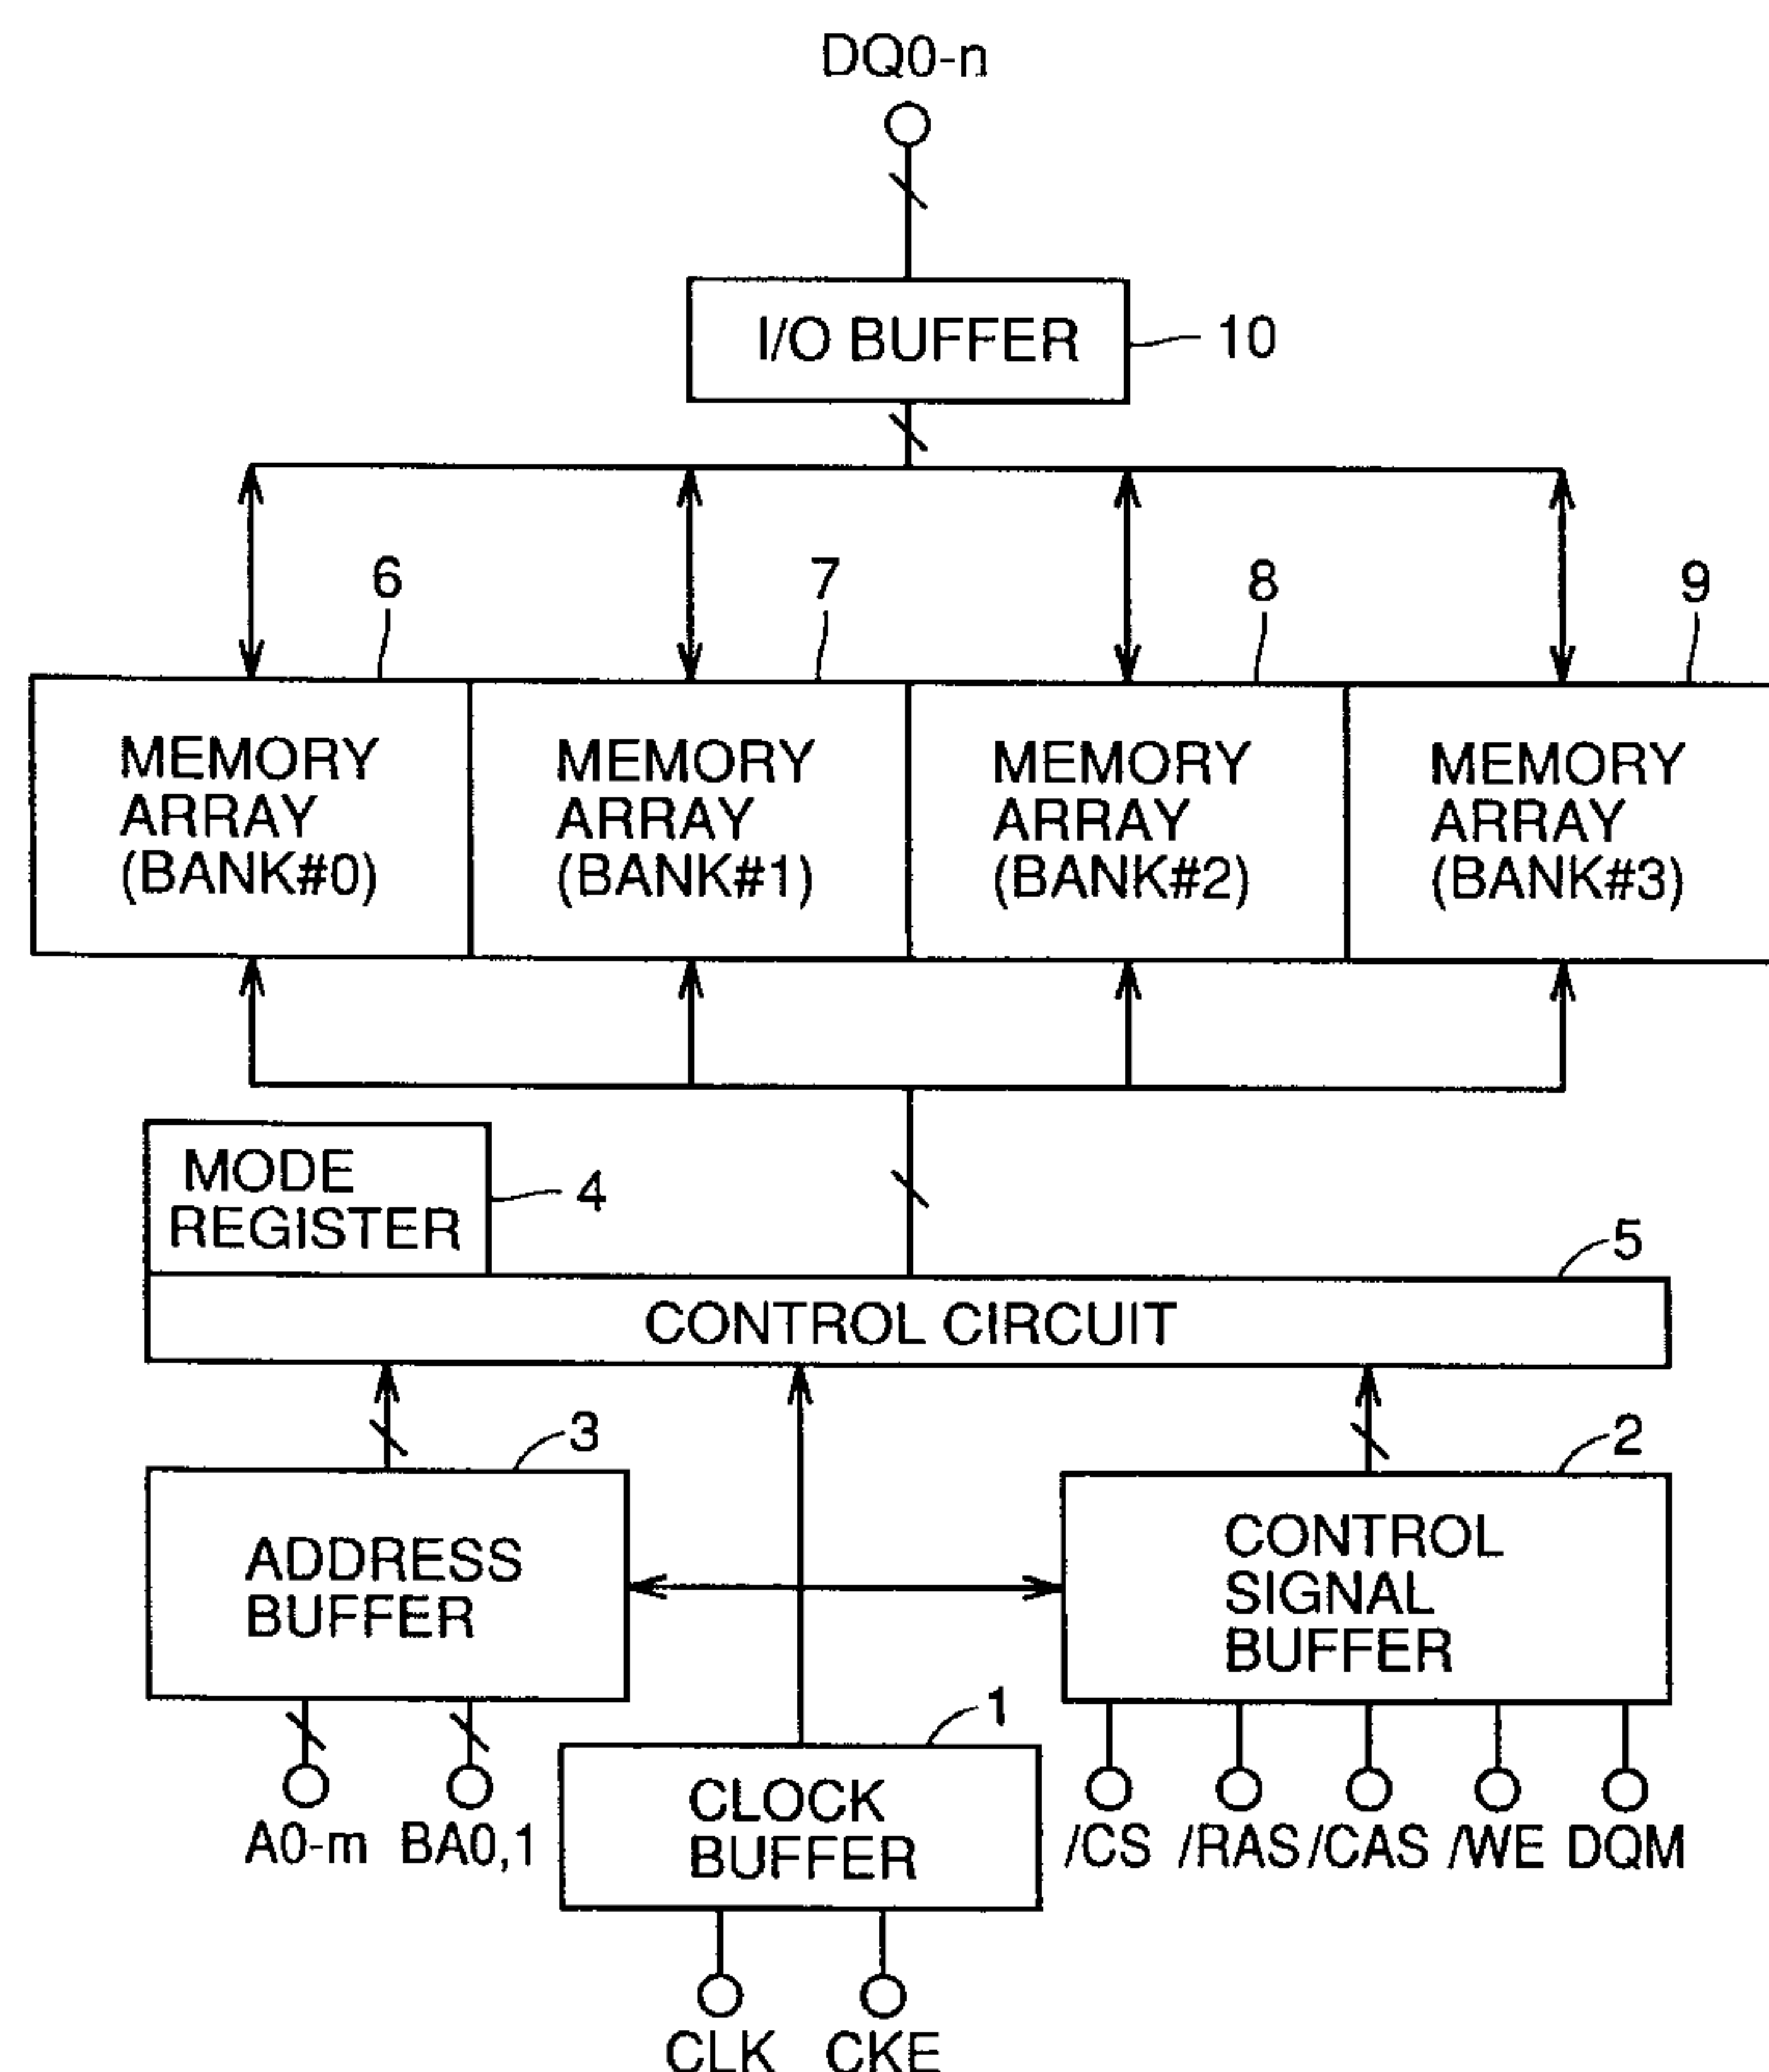 DQ0-n
I/O BUFFER
10
6
7
8
9
MEMORY
ARRAY
(BANK#0)
MEMORY
ARRAY
(BANK#1)
MEMORY
ARRAY
(BANK#2)
MEMORY
ARRAY
(BANK#3)
MODE
REGISTER
4
5
CONTROL CIRCUIT
3
2
ADDRESS
BUFFER
CONTROL
SIGNAL
BUFFER
1
A0-m BA0,1
CLOCK
BUFFER
/CS /RAS /CAS /WE DQM
CLK CKE